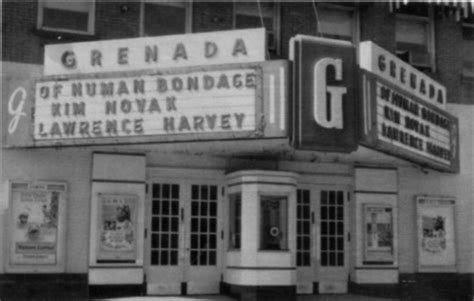 GRENADA
OF HUMAN BONDAGE
KIM NOVAK
LAWRENCE HARVEY
G
G
GRENADA
OF HUMAN BONDAGE
KIM NOVAK
LAWRENCE HARVEY